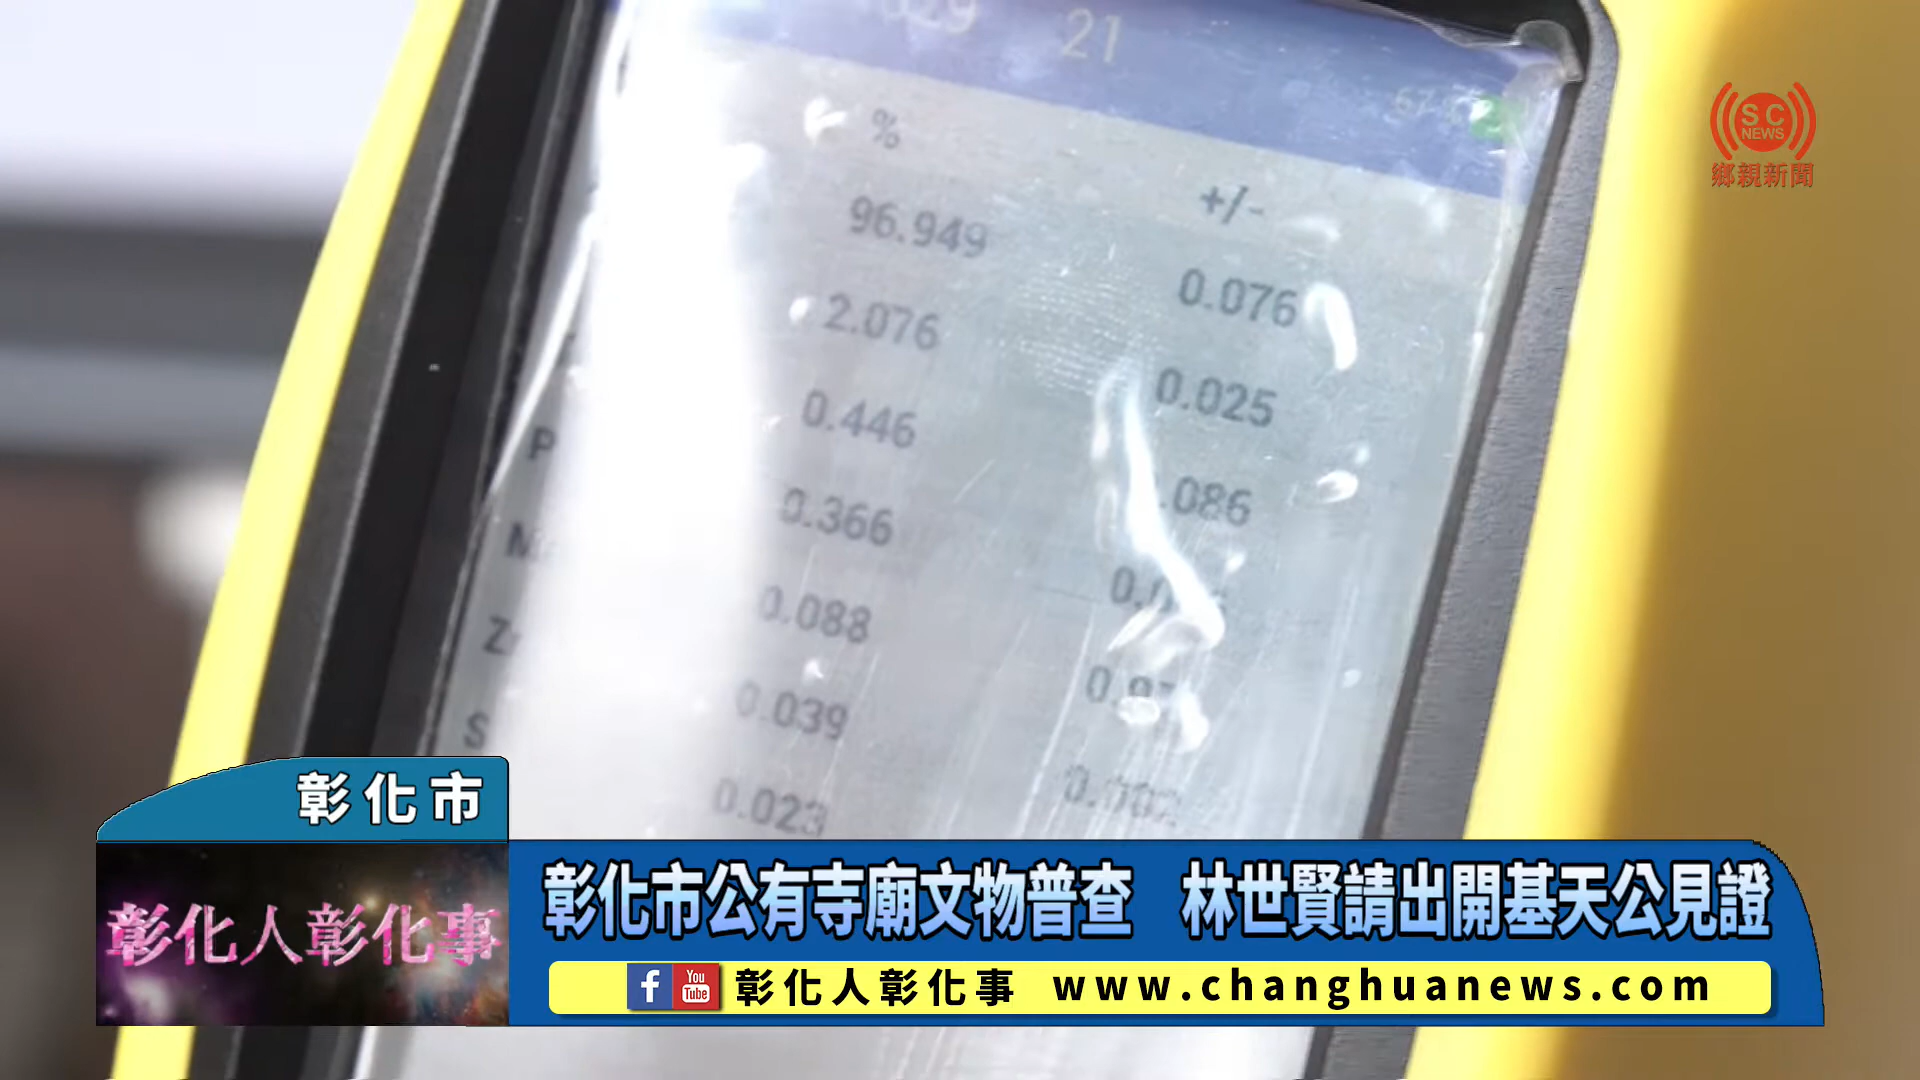 21
SC
NEWS
鄉親新聞
% +/-
96.949 0.076
2.076 0.025
0.446 .086
0.366
0.088
0.039
0.023
彰化市
彰化人彰化事
彰化市公有寺廟文物普查 林世賢請出開基天公見證
f You Tube 彰化人彰化事 www.changhuanews.com